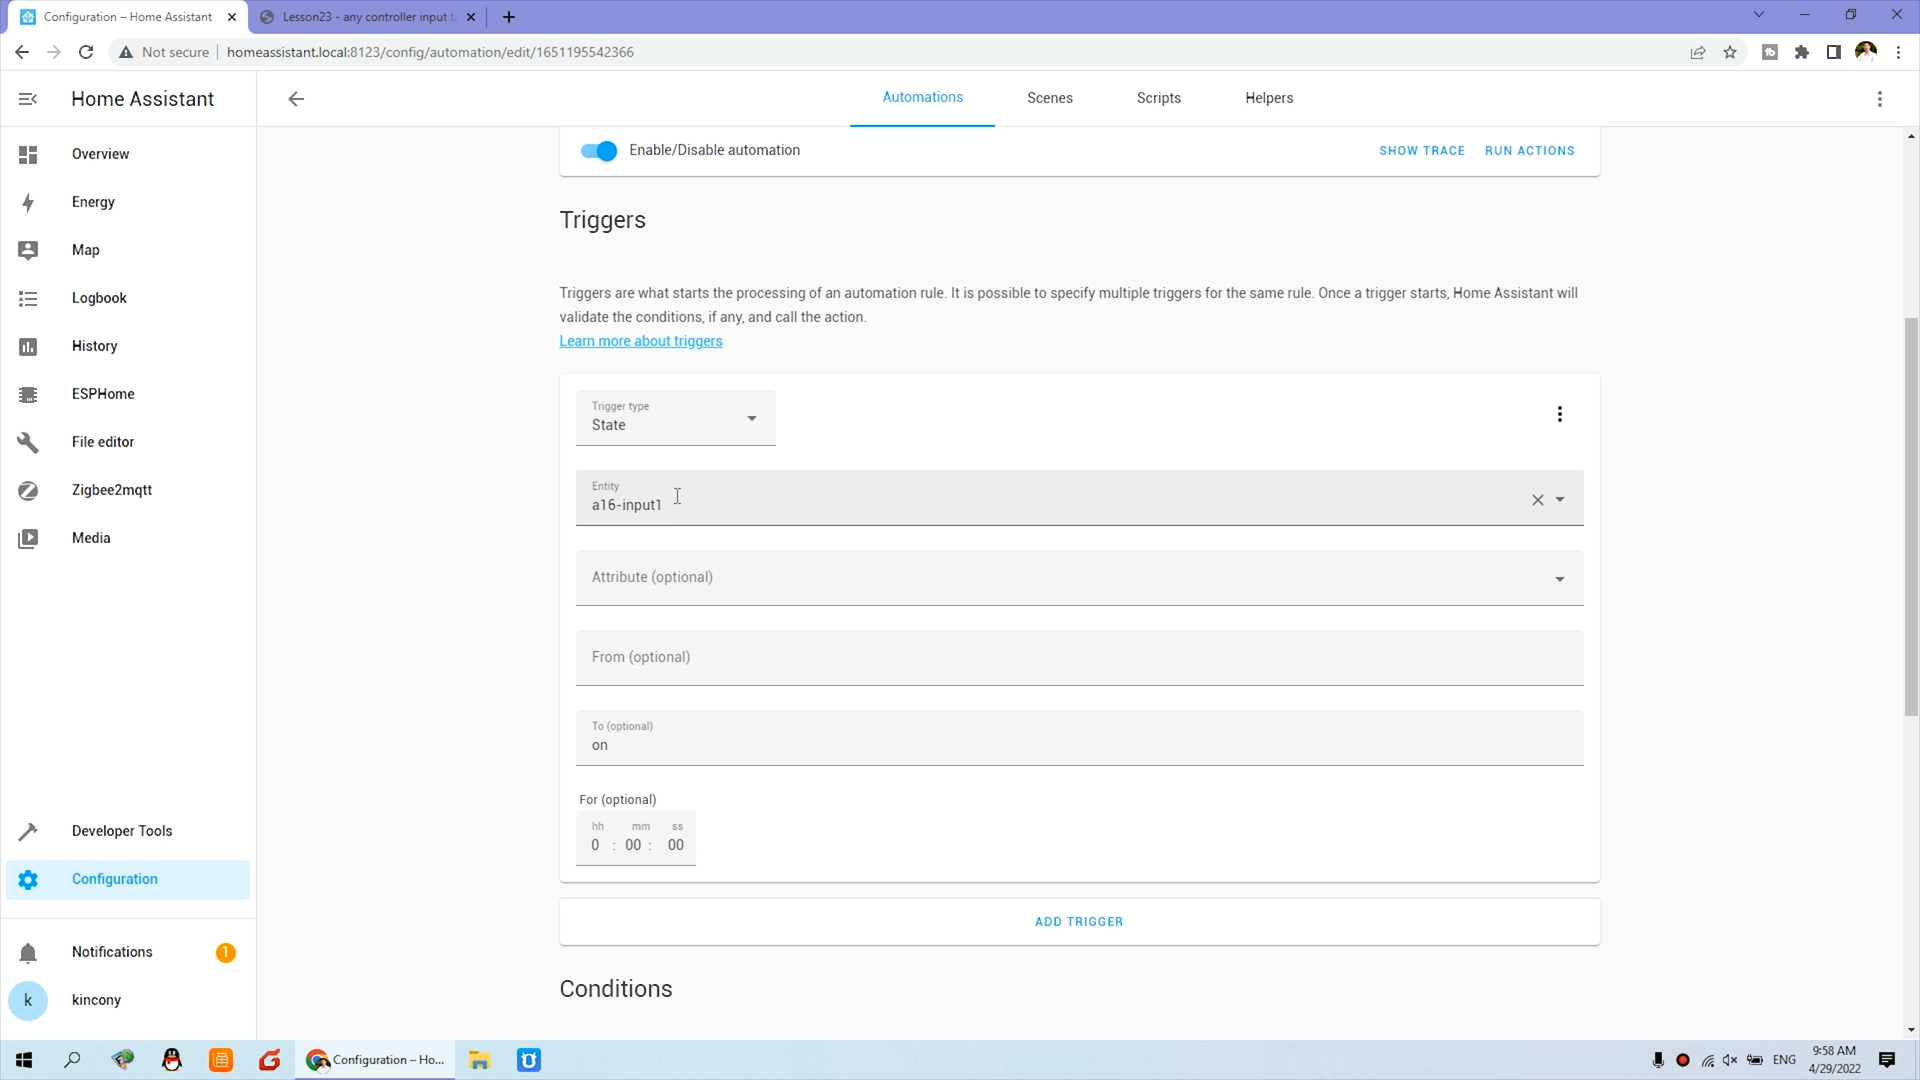 Configuration – Home Assistant
Lesson23 - any controller input t
Not secure
homeassistant.local:8123/config/automation/edit/1651195542366
Home Assistant
Automations
Scenes
Scripts
Helpers
Overview
Energy
Map
Logbook
History
ESPHome
File editor
Zigbee2mqtt
Media
Developer Tools
Configuration
Notifications
1
k
kincony
Enable/Disable automation
SHOW TRACE
RUN ACTIONS
Triggers
Triggers are what starts the processing of an automation rule. It is possible to specify multiple triggers for the same rule. Once a trigger starts, Home Assistant will
validate the conditions, if any, and call the action.
Learn more about triggers
Trigger type
State
Entity
a16-input1
Attribute (optional)
From (optional)
To (optional)
on
For (optional)
hh mm ss
0 : 00 : 00
ADD TRIGGER
Conditions
Configuration – Ho...
ENG
9:58 AM
4/29/2022